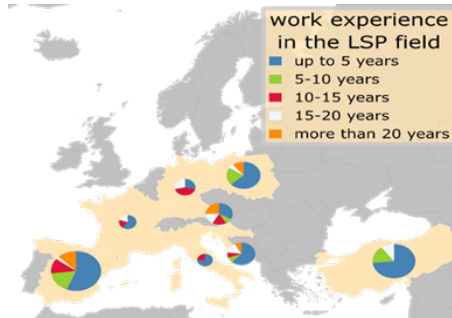 work experience
in the LSP field
up to 5 years
5-10 years
10-15 years
15-20 years
more than 20 years